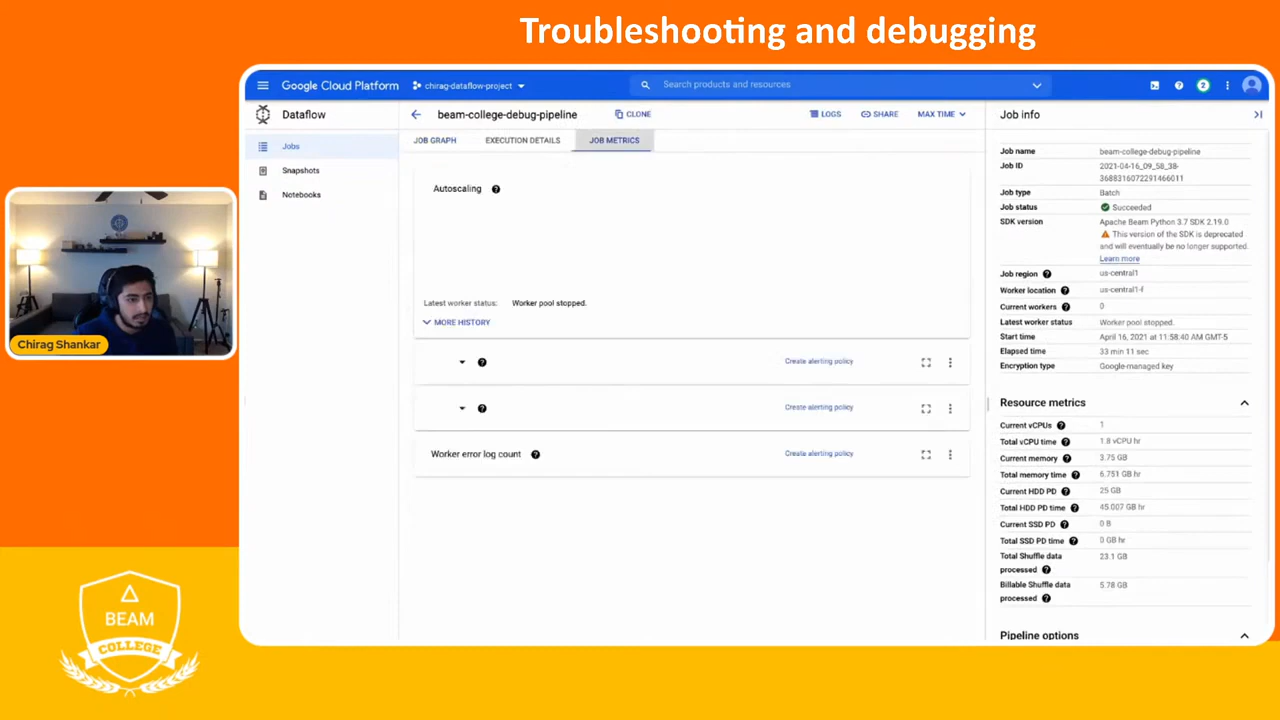 Troubleshooting and debugging
Google Cloud Platform
chirag-dataflow-project
Search products and resources
2
Dataflow
beam-college-debug-pipeline
CLONE
LOGS
SHARE
MAX TIME
Job info
Jobs
Snapshots
Notebooks
JOB GRAPH
EXECUTION DETAILS
JOB METRICS
Autoscaling
Latest worker status: Worker pool stopped.
MORE HISTORY
Create alerting policy
Create alerting policy
Worker error log count
Create alerting policy
Job name beam-college-debug-pipeline
Job ID 2021-04-16_09_58_38-
3688316072291466011
Job type Batch
Job status Succeeded
SDK version Apache Beam Python 3.7 SDK 2.19.0
This version of the SDK is deprecated
and will eventually be no longer supported.
Learn more
Job region us-central1
Worker location us-central1-f
Current workers 0
Latest worker status Worker pool stopped.
Start time April 16, 2021 at 11:58:40 AM GMT-5
Elapsed time 33 min 11 sec
Encryption type Google-managed key
Resource metrics
Current vCPUs 1
Total vCPU time 1.8 vCPU hr
Current memory 3.75 GB
Total memory time 6.751 GB hr
Current HDD PD 25 GB
Total HDD PD time 45.007 GB hr
Current SSD PD 0 B
Total SSD PD time 0 GB hr
Total Shuffle data
processed 23.1 GB
Billable Shuffle data
processed 5.78 GB
Pipeline options
Chirag Shankar
BEAM
COLLEGE